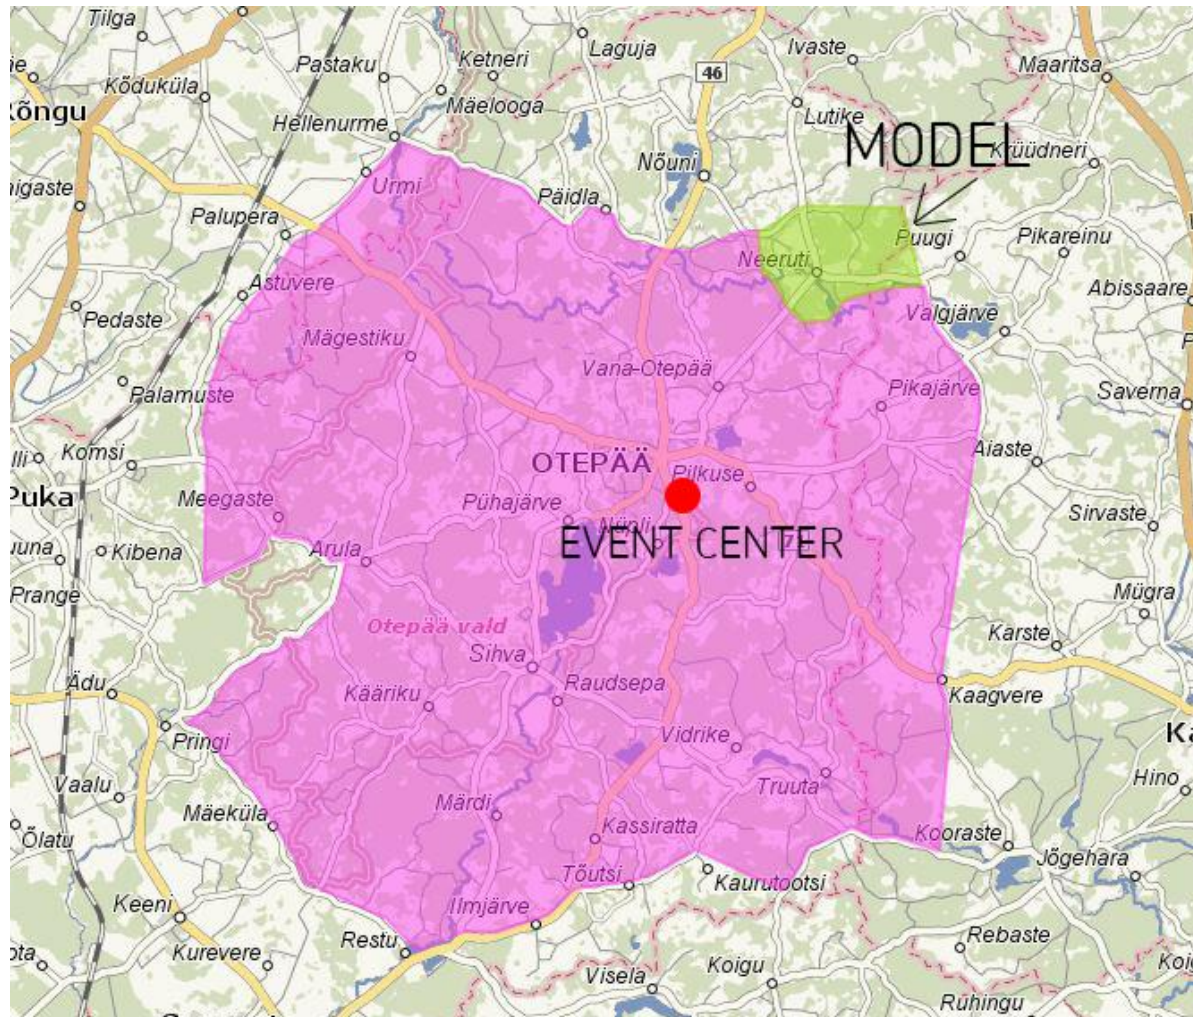 Tilga
Laguja
Ivaste
Ketneri
Pastaku
Maaritsa
46
Kõduküla
Mäelooga
Rõngu
Lutike
Hellenurme
MODEL
Krüüdneri
Nõuni
Urmi
Päidla
Palupera
Puugi
Pikareinu
Neeruti
Astuvere
Abissaare
Pedaste
Valgjärve
Mägestiku
Vana-Otepää
Palamuste
Pikajärve
Saverna
Komsi
Aiaste
OTEPÄÄ
Pilkuse
Puka
Meegaste
Pühajärve
Sirvaste
Nüpli
EVENT CENTER
Kibena
Arula
Prange
Mügra
Otepää vald
Karste
Sihva
Ädu
Kääriku
Raudsepa
Kaagvere
Pringi
Vidrike
Hino
Vaalu
Truuta
Mäeküla
Märdi
Kassiratta
Kooraste
Õlatu
Jõgehara
Tõutsi
Kaurutootsi
Keeni
Ilmjärve
Restu
Rebaste
Kurevere
Koigu
Visela
Rühingu